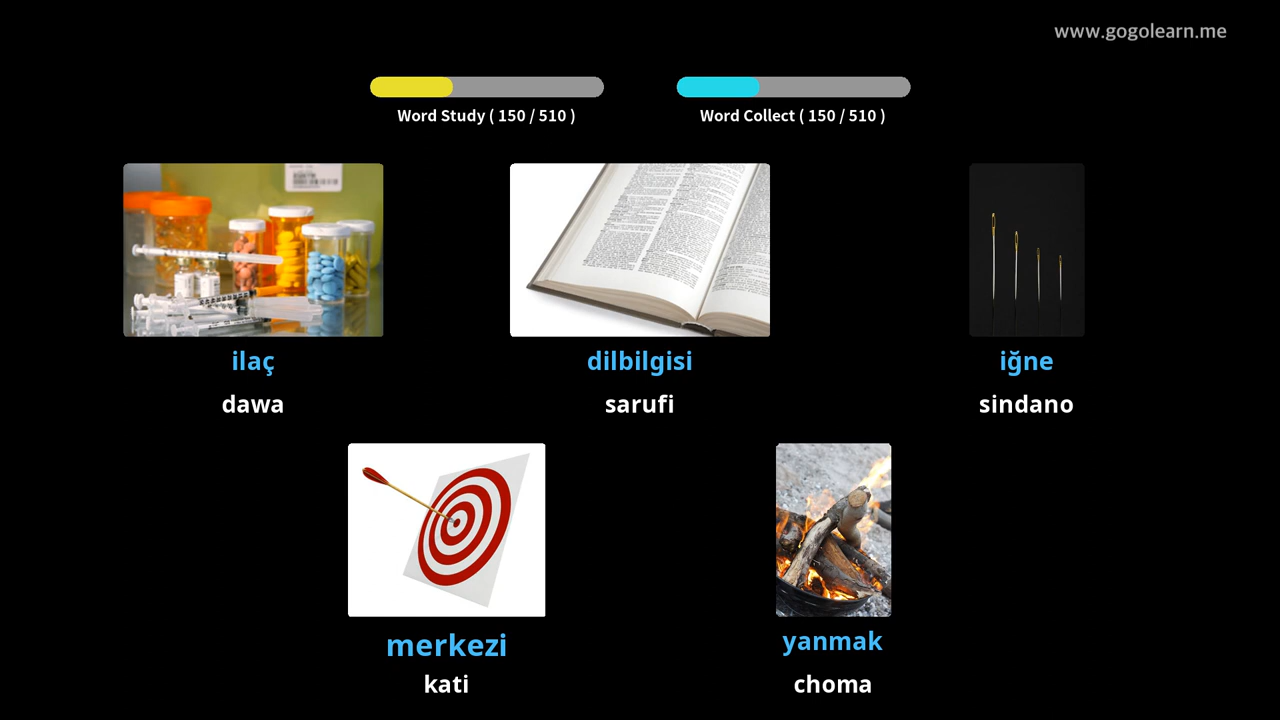 www.gogolearn.me
Word Study ( 150 / 510 )
Word Collect ( 150 / 510 )
ilaç
dawa
dilbilgisi
sarufi
iğne
sindano
merkezi
kati
yanmak
choma